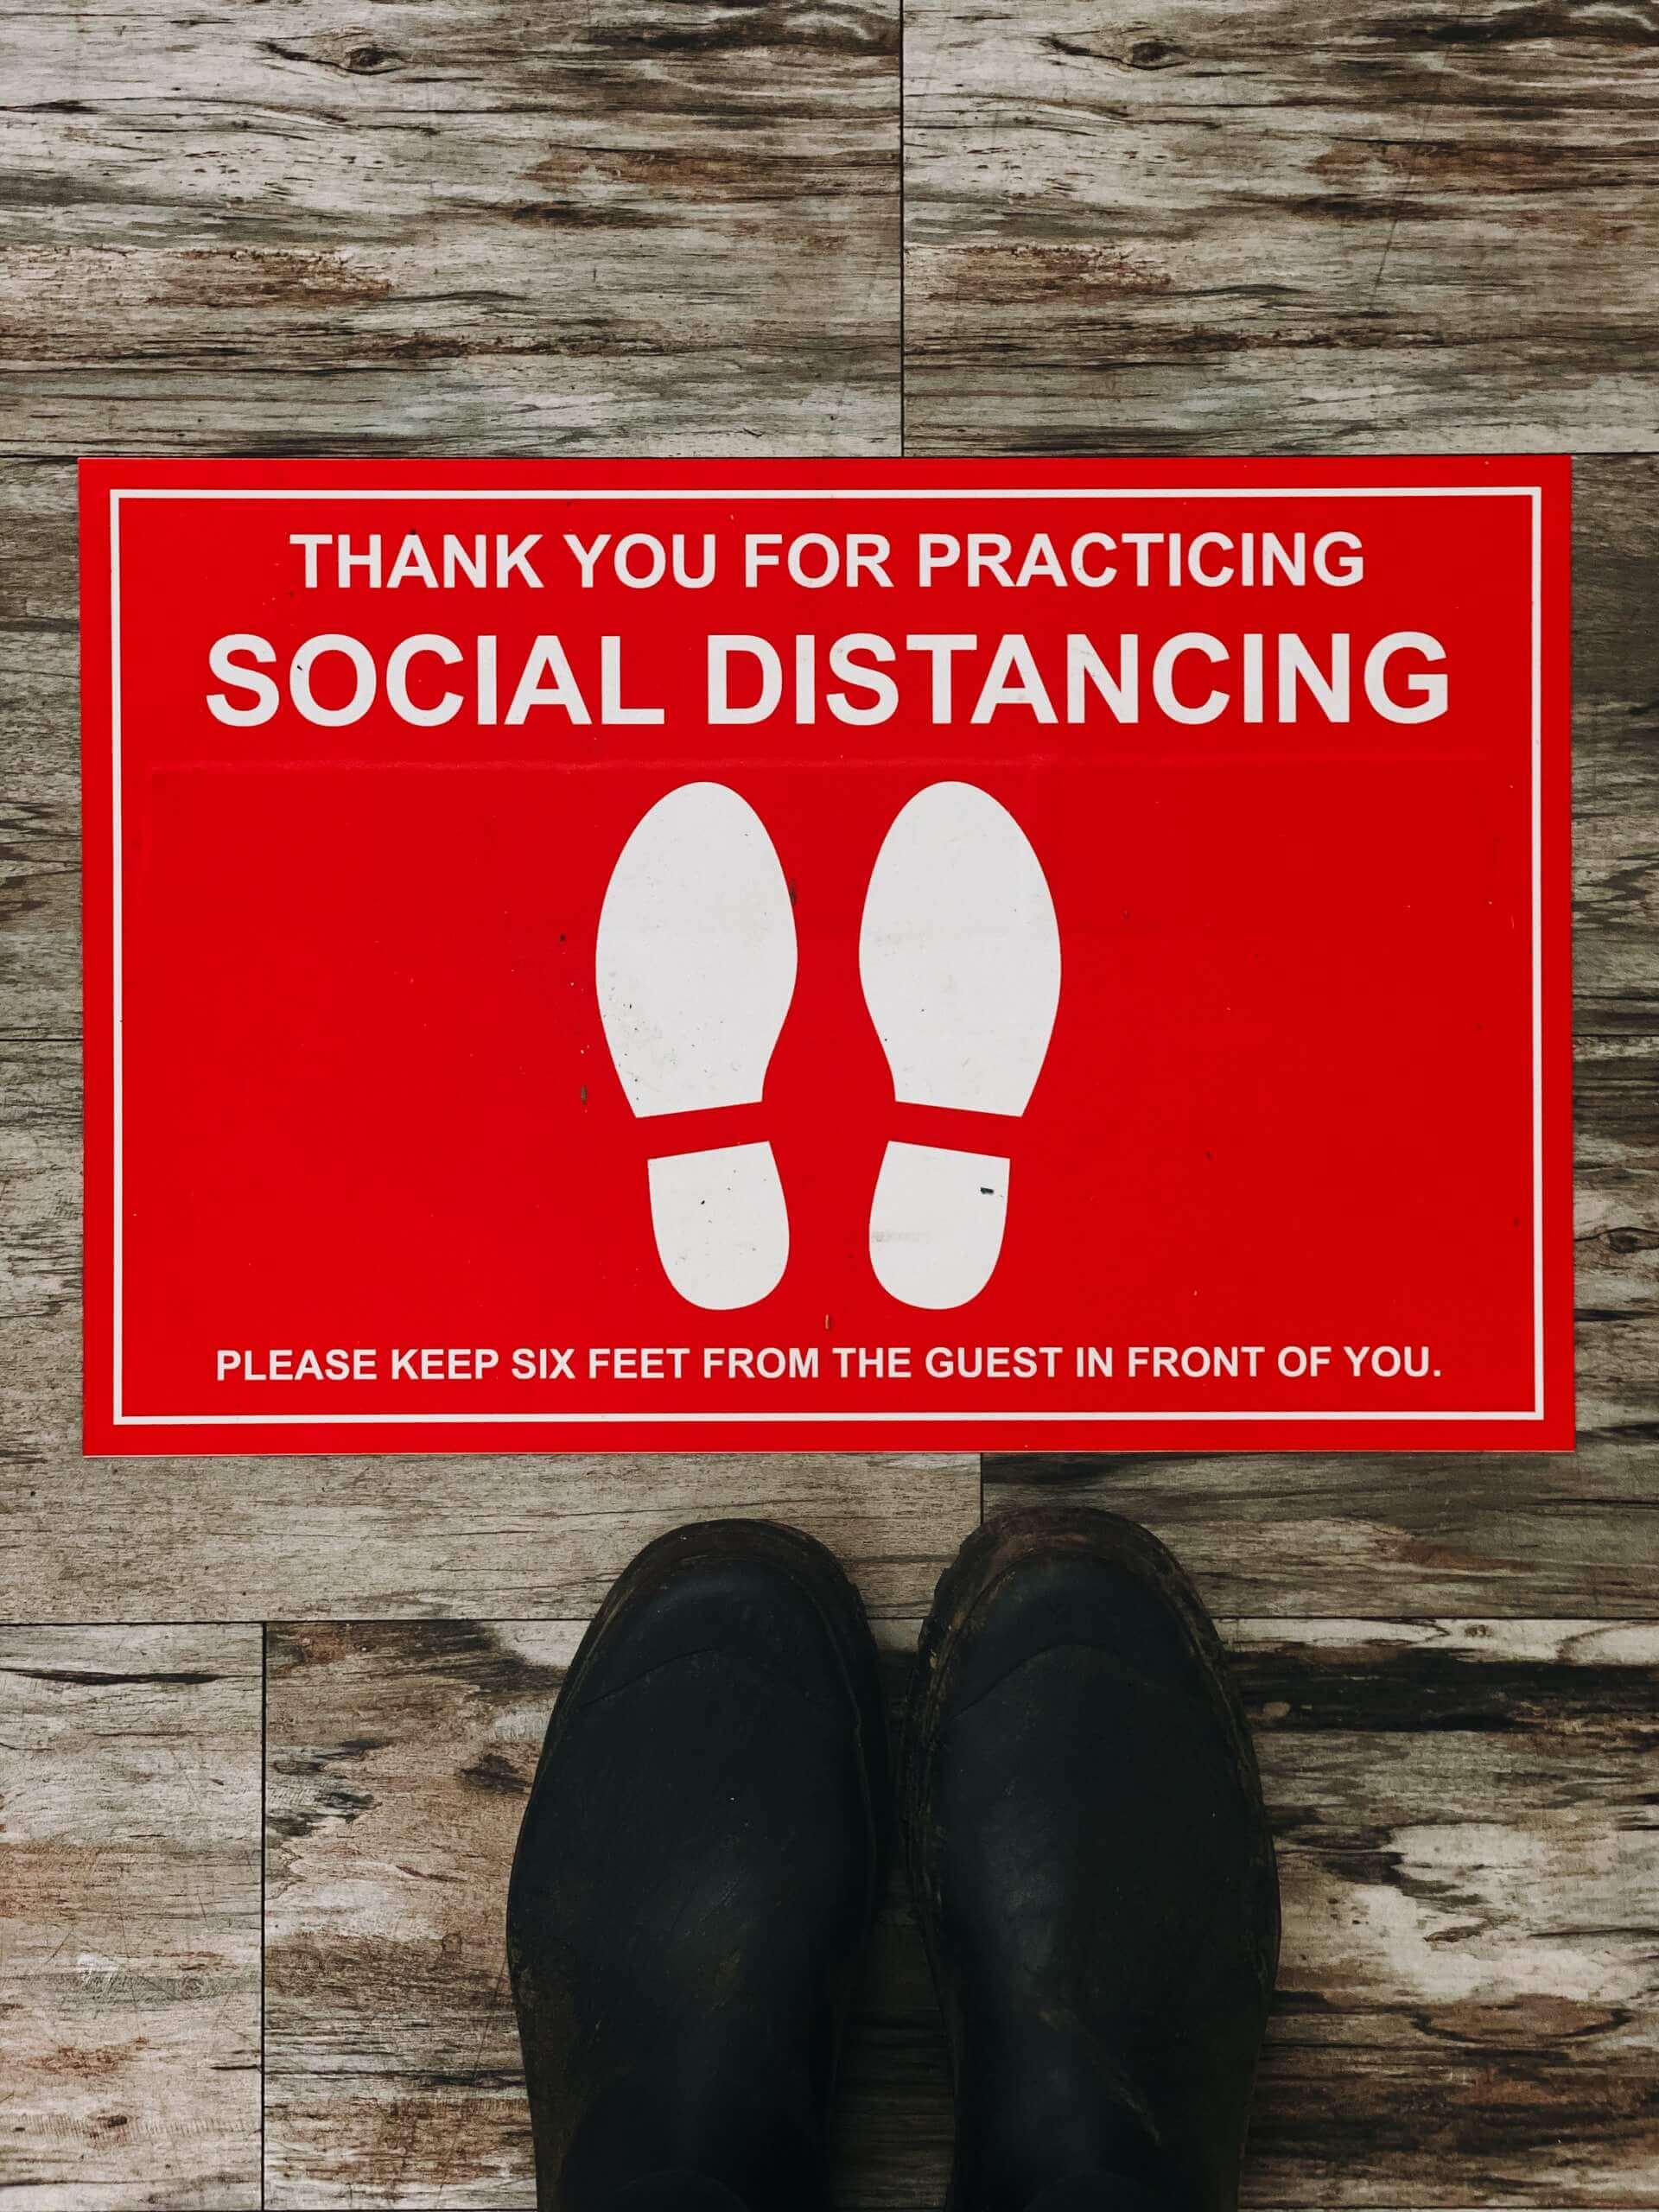 THANK YOU FOR PRACTICING
SOCIAL DISTANCING
PLEASE KEEP SIX FEET FROM THE GUEST IN FRONT OF YOU.